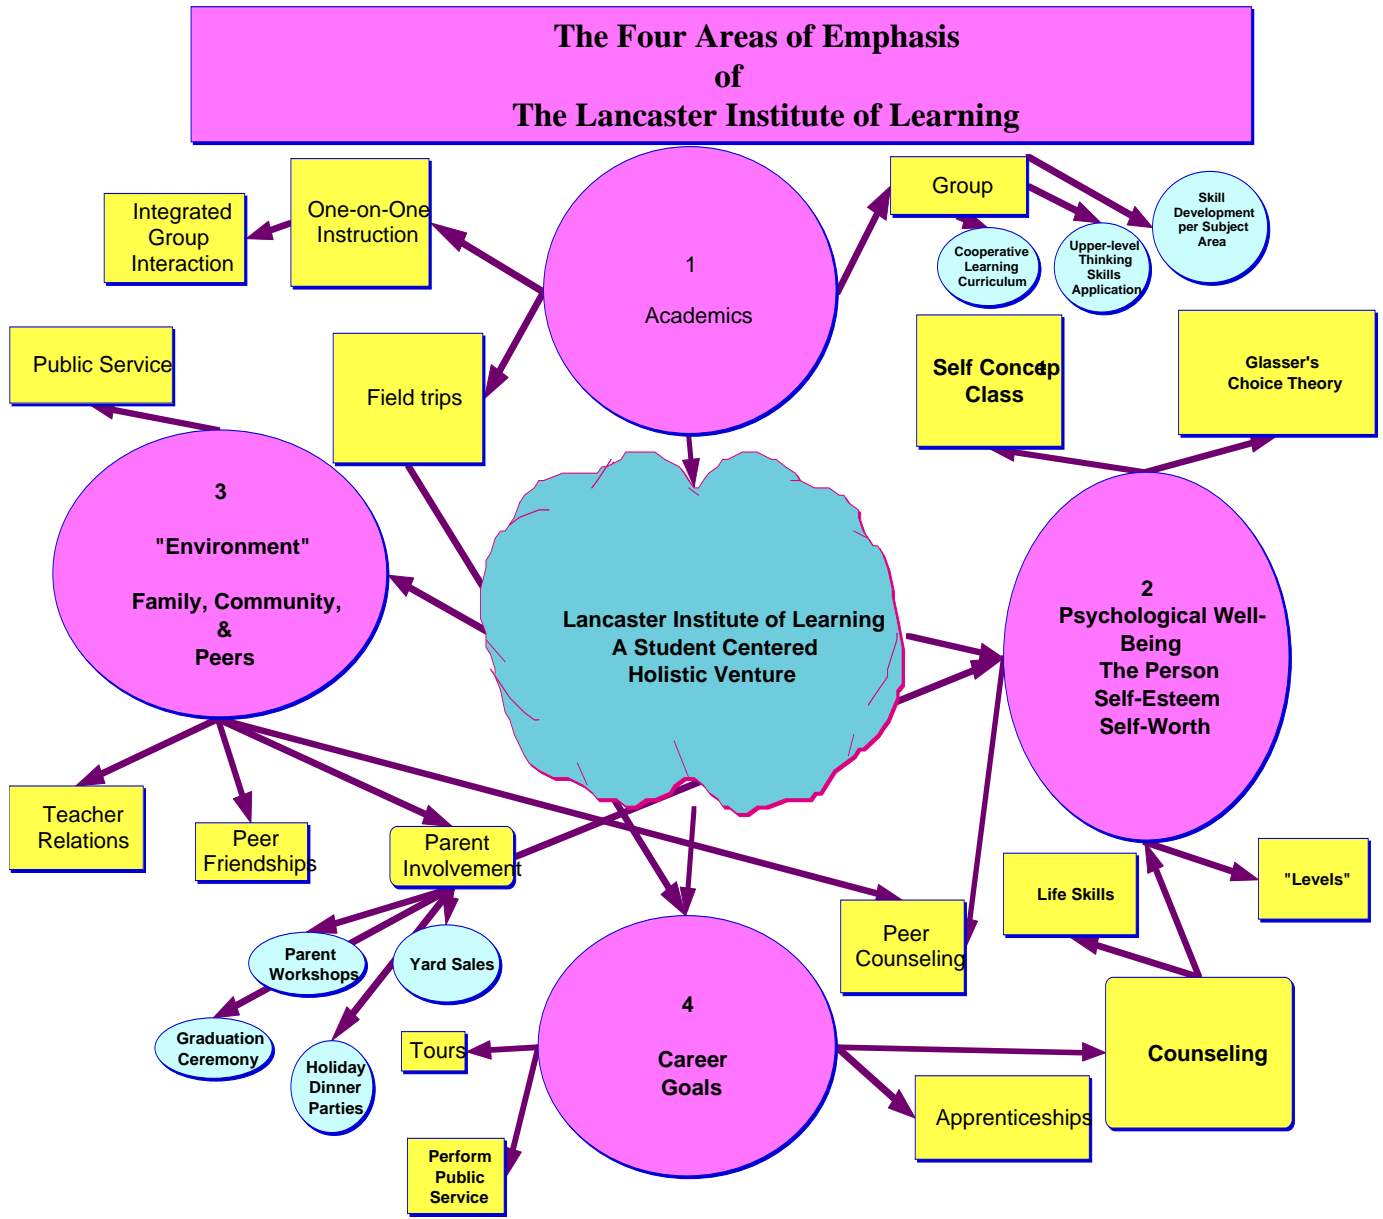 The Four Areas of Emphasis
of
The Lancaster Institute of Learning
Integrated
Group
Interaction
One-on-One
Instruction
1
Academics
Group
Cooperative
Learning
Curriculum
Upper-level
Thinking
Skills
Application
Skill
Development
per Subject
Area
Public Service
Field trips
Self Concept
Class
Glasser's
Choice Theory
3
"Environment"
Family, Community,
&
Peers
Lancaster Institute of Learning
A Student Centered
Holistic Venture
2
Psychological Well-
Being
The Person
Self-Esteem
Self-Worth
Teacher
Relations
Peer
Friendships
Parent
Involvement
Parent
Workshops
Yard Sales
Graduation
Ceremony
Holiday
Dinner
Parties
Peer
Counseling
Life Skills
"Levels"
4
Career
Goals
Tours
Perform
Public
Service
Apprenticeships
Counseling